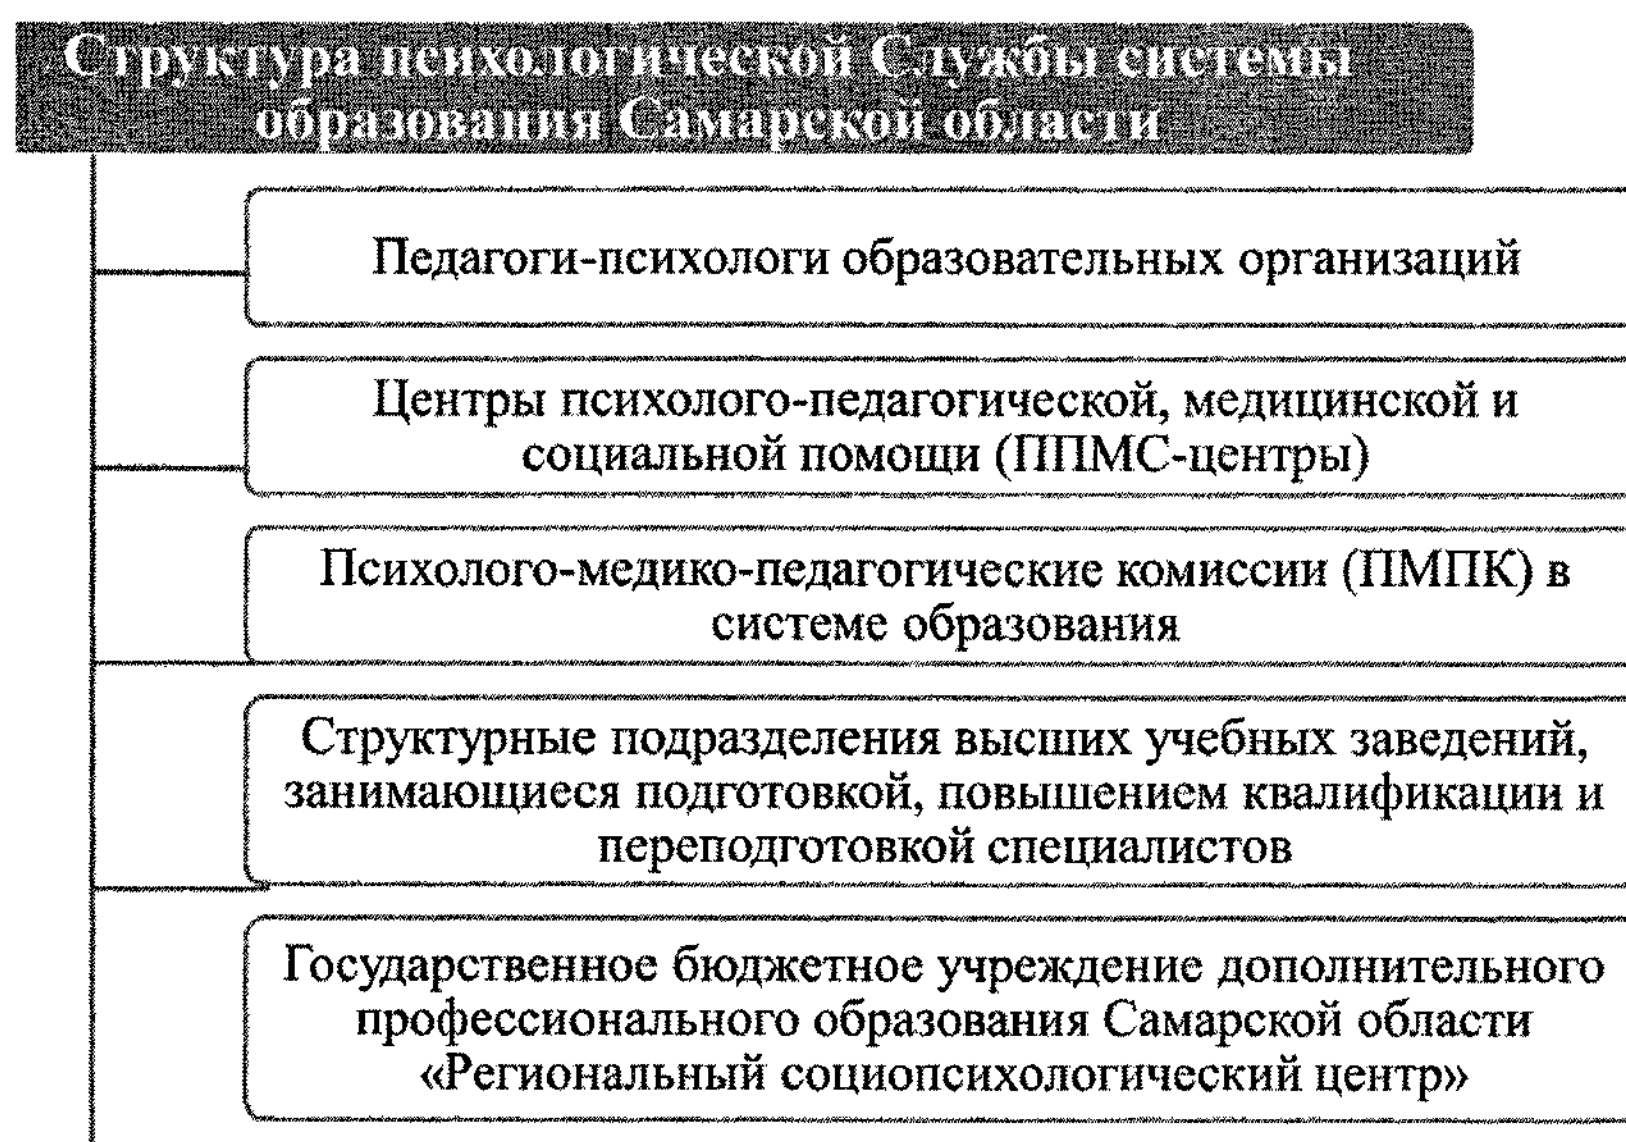 Структура психологической Службы системы
образования Самарской области
Педагоги-психологи образовательных организаций
Центры психолого-педагогической, медицинской и
социальной помощи (ППМС-центры)
Психолого-медико-педагогические комиссии (ПМПК) в
системе образования
Структурные подразделения высших учебных заведений,
занимающиеся подготовкой, повышением квалификации и
переподготовкой специалистов
Государственное бюджетное учреждение дополнительного
профессионального образования Самарской области
«Региональный социопсихологический центр»